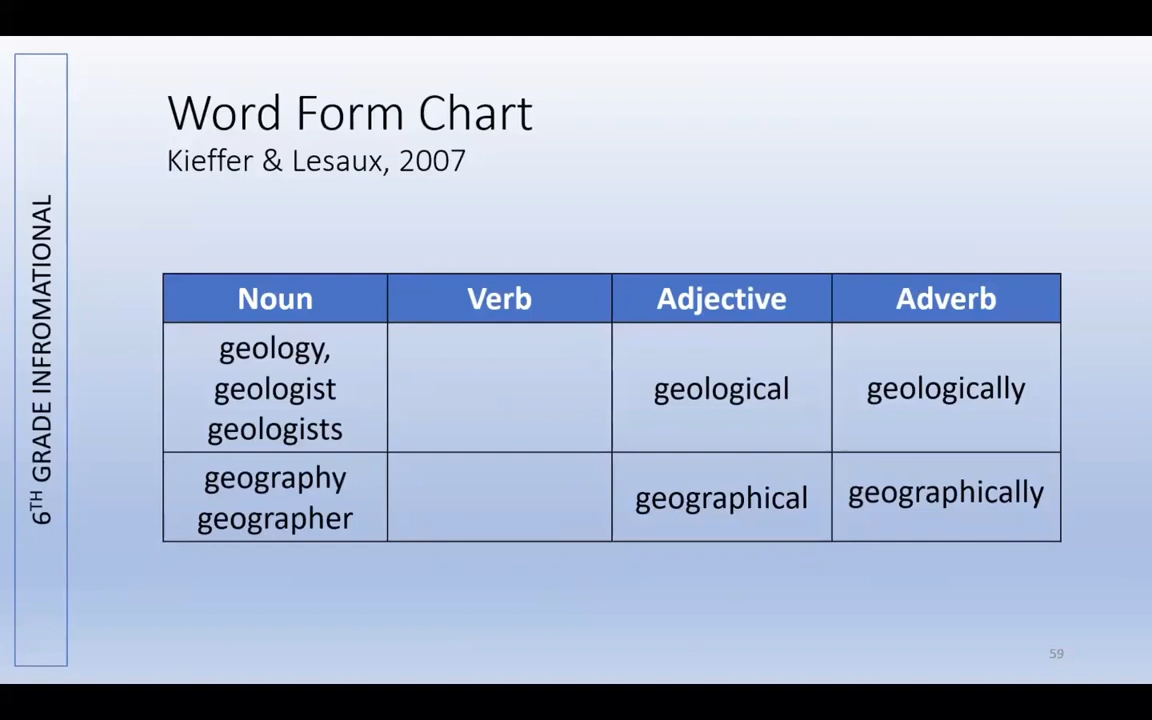 6TH GRADE INFROMATIONAL
Word Form Chart
Kieffer & Lesaux, 2007
Noun Verb Adjective Adverb
geology,
geologist geological geologically
geologists
geography
geographer geographical geographically
59